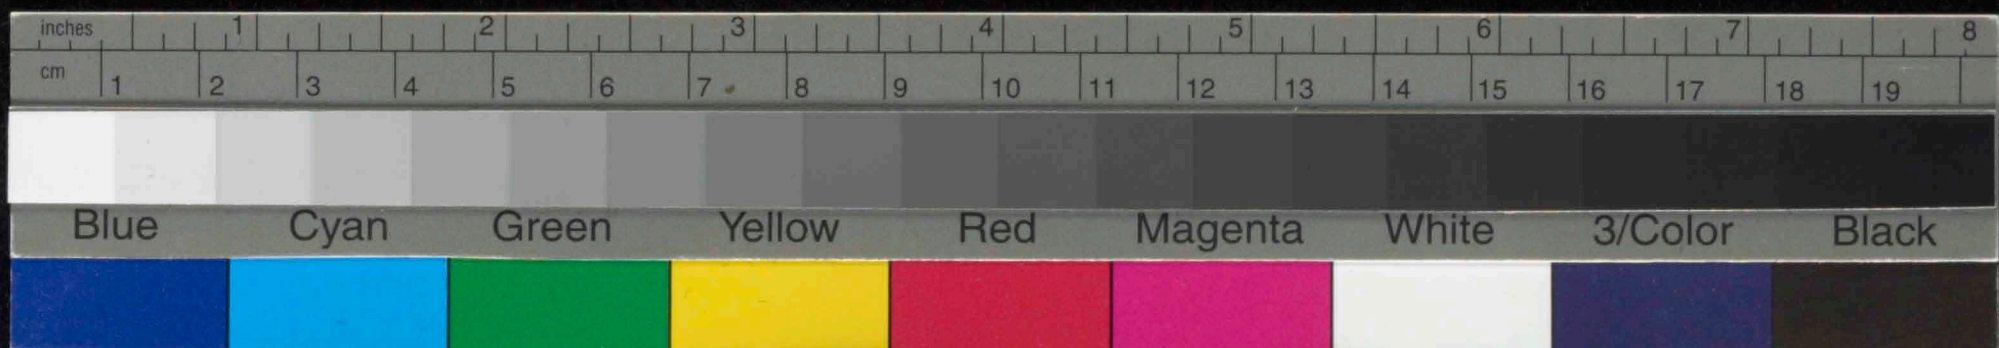 inches 1 2 3 4 5 6 7 8
cm 1 2 3 4 5 6 7 8 9 10 11 12 13 14 15 16 17 18 19
Blue Cyan Green Yellow Red Magenta White 3/Color Black